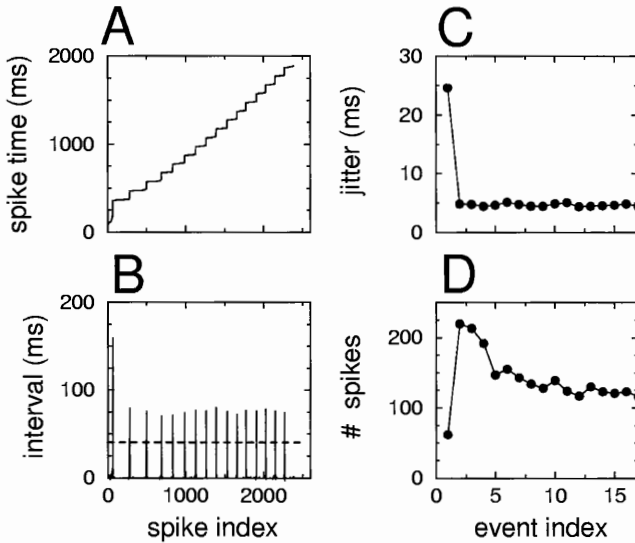 A
spike time (ms)
2000
1000
0
C
jitter (ms)
30
20
10
0
B
interval (ms)
200
100
0
0 1000 2000
spike index
D
# spikes
200
100
0
0 5 10 15
event index